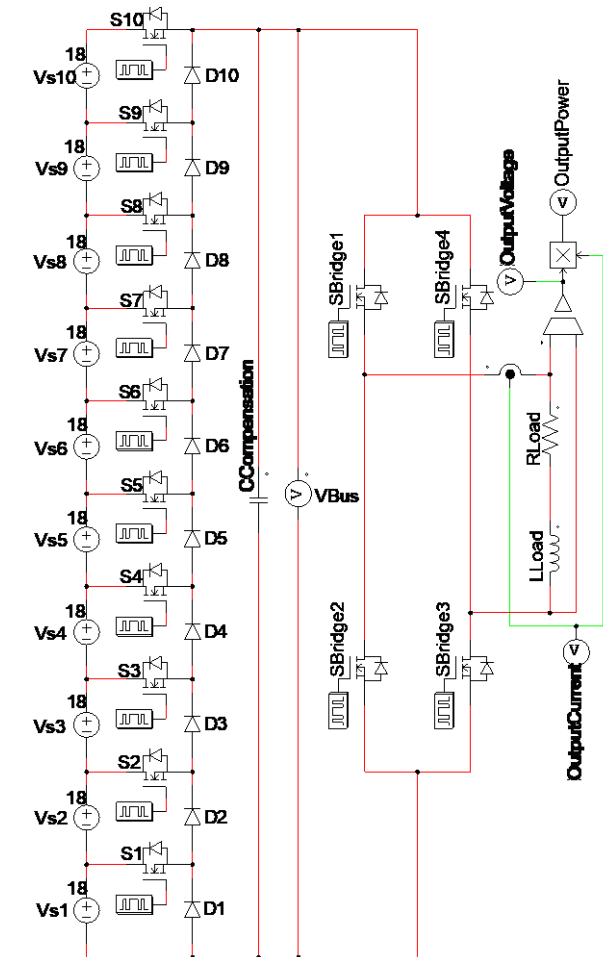 S10
18
Vs10
D10
S9
18
Vs9
D9
S8
18
Vs8
D8
S7
18
Vs7
D7
S6
18
Vs6
D6
S5
18
Vs5
D5
S4
18
Vs4
D4
S3
18
Vs3
D3
S2
18
Vs2
D2
S1
18
Vs1
D1
CCompensation
V
VBus
SBridge1
SBridge4
SBridge2
SBridge3
OutputVoltage
V
OutputPower
V
RLoad
LLoad
V
OutputCurrent